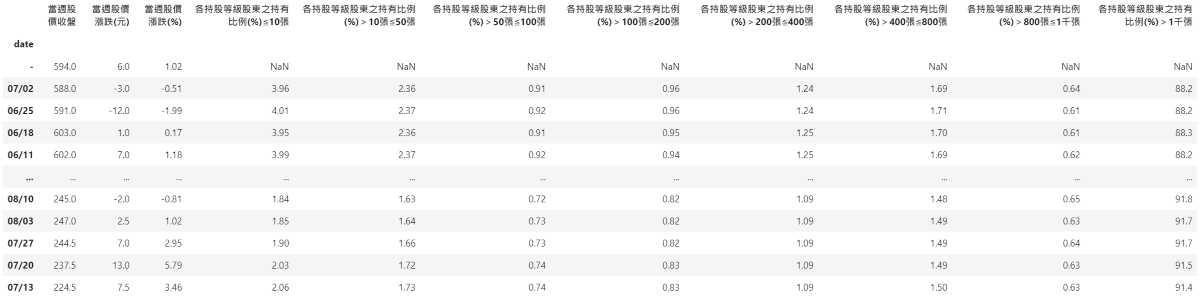 當週股價收盤 當週股價漲跌(元) 當週股價漲跌(%) 各持股等級股東之持有比例(%)≦10張 各持股等級股東之持有比例(%)＞10張≦50張 各持股等級股東之持有比例(%)＞50張≦100張 各持股等級股東之持有比例(%)＞100張≦200張 各持股等級股東之持有比例(%)＞200張≦400張 各持股等級股東之持有比例(%)＞400張≦800張 各持股等級股東之持有比例(%)＞800張≦1千張 各持股等級股東之持有比例(%)＞1千張
date
- 594.0 6.0 1.02 NaN NaN NaN NaN NaN NaN NaN NaN
07/02 588.0 -3.0 -0.51 3.96 2.36 0.91 0.96 1.24 1.69 0.64 88.2
06/25 591.0 -12.0 -1.99 4.01 2.37 0.92 0.96 1.24 1.71 0.61 88.2
06/18 603.0 1.0 0.17 3.95 2.36 0.91 0.95 1.25 1.70 0.61 88.3
06/11 602.0 7.0 1.18 3.99 2.37 0.92 0.94 1.25 1.69 0.62 88.2
... ... ... ... ... ... ... ... ... ... ... ...
08/10 245.0 -2.0 -0.81 1.84 1.63 0.72 0.82 1.09 1.48 0.65 91.8
08/03 247.0 2.5 1.02 1.85 1.64 0.73 0.82 1.09 1.49 0.63 91.7
07/27 244.5 7.0 2.95 1.90 1.66 0.73 0.82 1.09 1.49 0.64 91.7
07/20 237.5 13.0 5.79 2.03 1.72 0.74 0.83 1.09 1.49 0.63 91.5
07/13 224.5 7.5 3.46 2.06 1.73 0.74 0.83 1.09 1.50 0.63 91.4